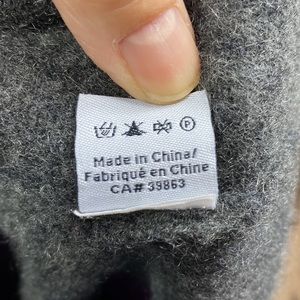 P
Made in China/
Fabriqué en Chine
CA# 39863